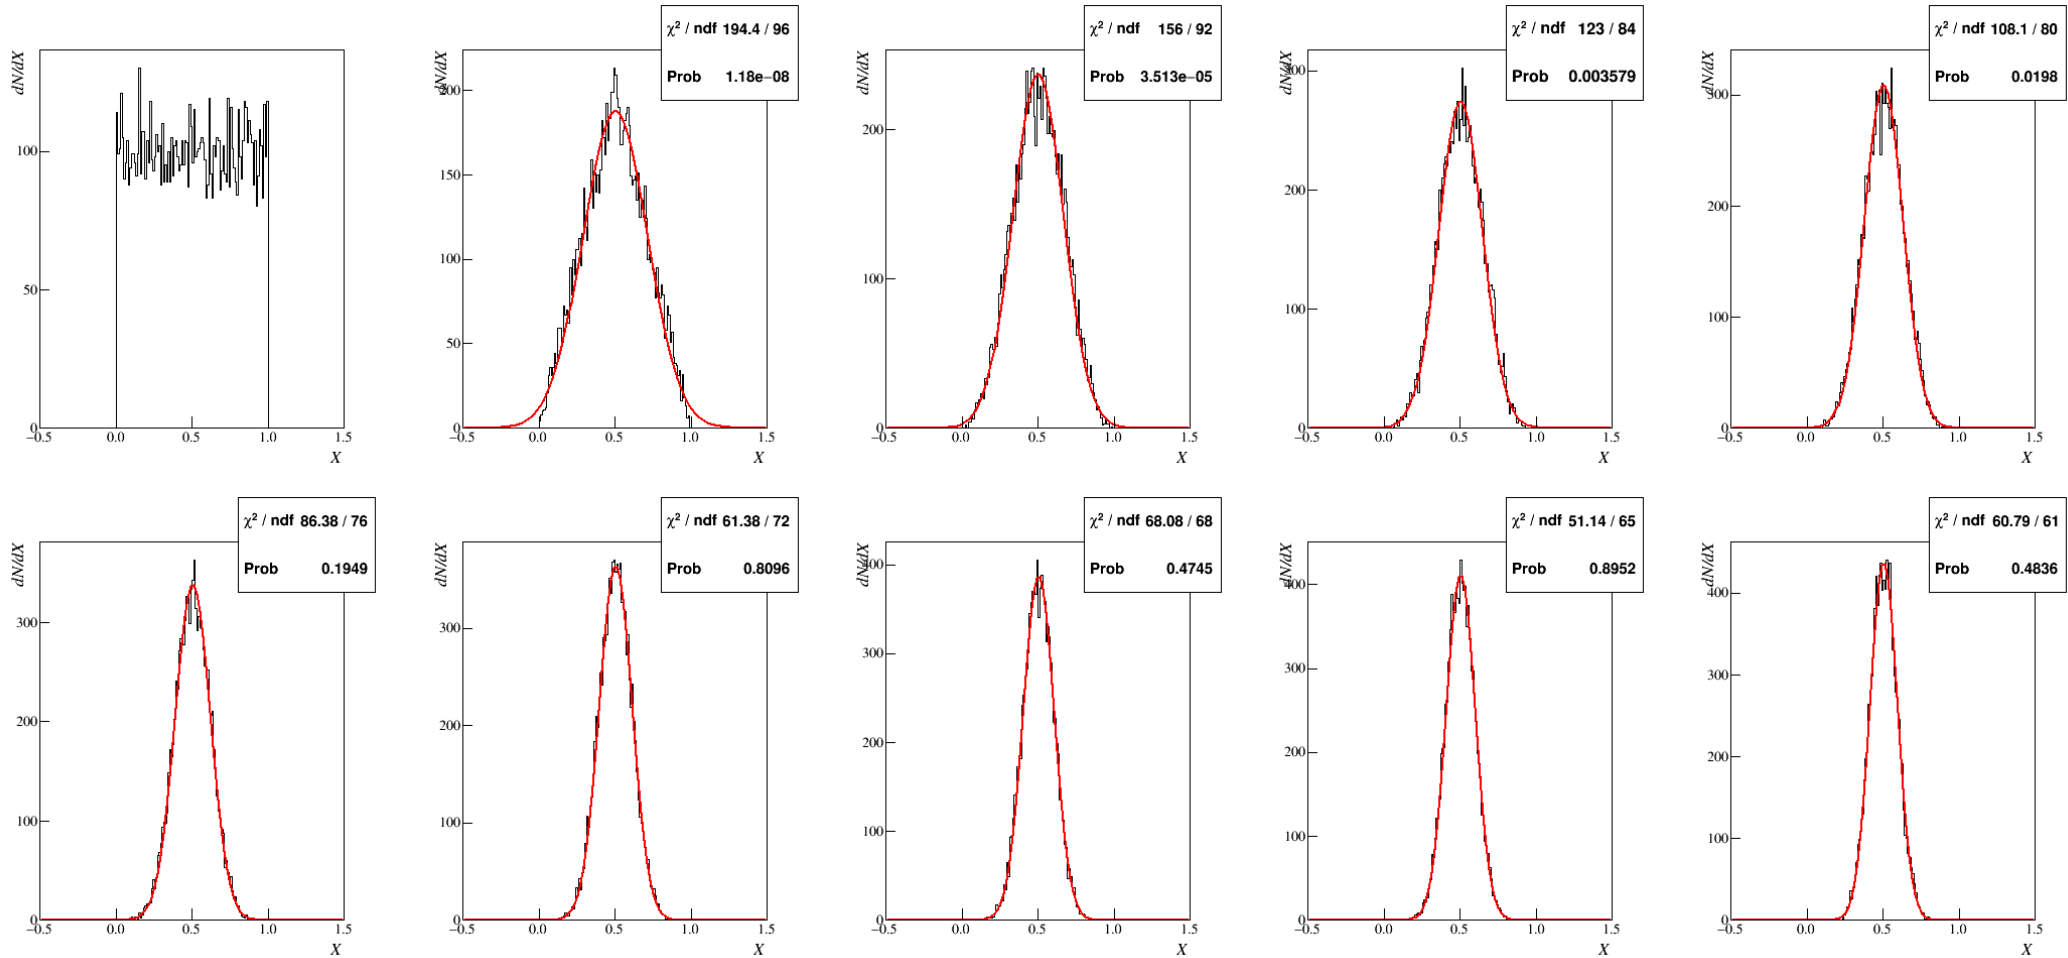 dN/dX
100
50
0
−0.5 0.0 0.5 1.0 1.5
X
χ² / ndf 194.4 / 96
Prob 1.18e−08
dN/dX
200
150
100
50
0
−0.5 0.0 0.5 1.0 1.5
X
χ² / ndf 156 / 92
Prob 3.513e−05
dN/dX
200
100
0
−0.5 0.0 0.5 1.0 1.5
X
χ² / ndf 123 / 84
Prob 0.003579
dN/dX
300
200
100
0
−0.5 0.0 0.5 1.0 1.5
X
χ² / ndf 108.1 / 80
Prob 0.0198
dN/dX
300
200
100
0
−0.5 0.0 0.5 1.0 1.5
X
χ² / ndf 86.38 / 76
Prob 0.1949
dN/dX
300
200
100
0
−0.5 0.0 0.5 1.0 1.5
X
χ² / ndf 61.38 / 72
Prob 0.8096
dN/dX
300
200
100
0
−0.5 0.0 0.5 1.0 1.5
X
χ² / ndf 68.08 / 68
Prob 0.4745
dN/dX
400
300
200
100
0
−0.5 0.0 0.5 1.0 1.5
X
χ² / ndf 51.14 / 65
Prob 0.8952
dN/dX
400
300
200
100
0
−0.5 0.0 0.5 1.0 1.5
X
χ² / ndf 60.79 / 61
Prob 0.4836
dN/dX
400
300
200
100
0
−0.5 0.0 0.5 1.0 1.5
X